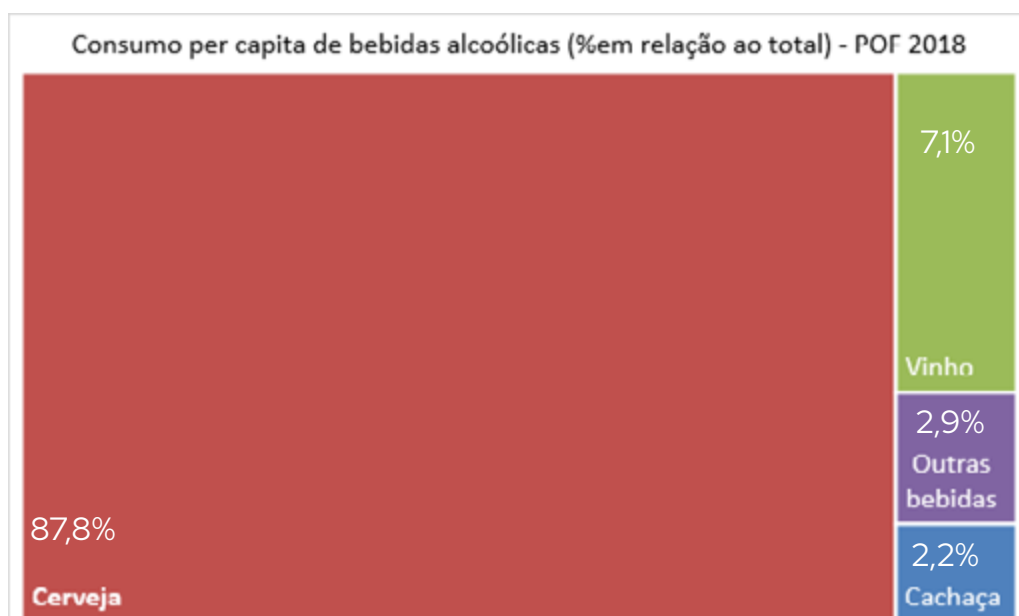 Consumo per capita de bebidas alcoólicas (%em relação ao total) - POF 2018
87,8%
Cerveja
7,1%
Vinho
2,9%
Outras
bebidas
2,2%
Cachaça